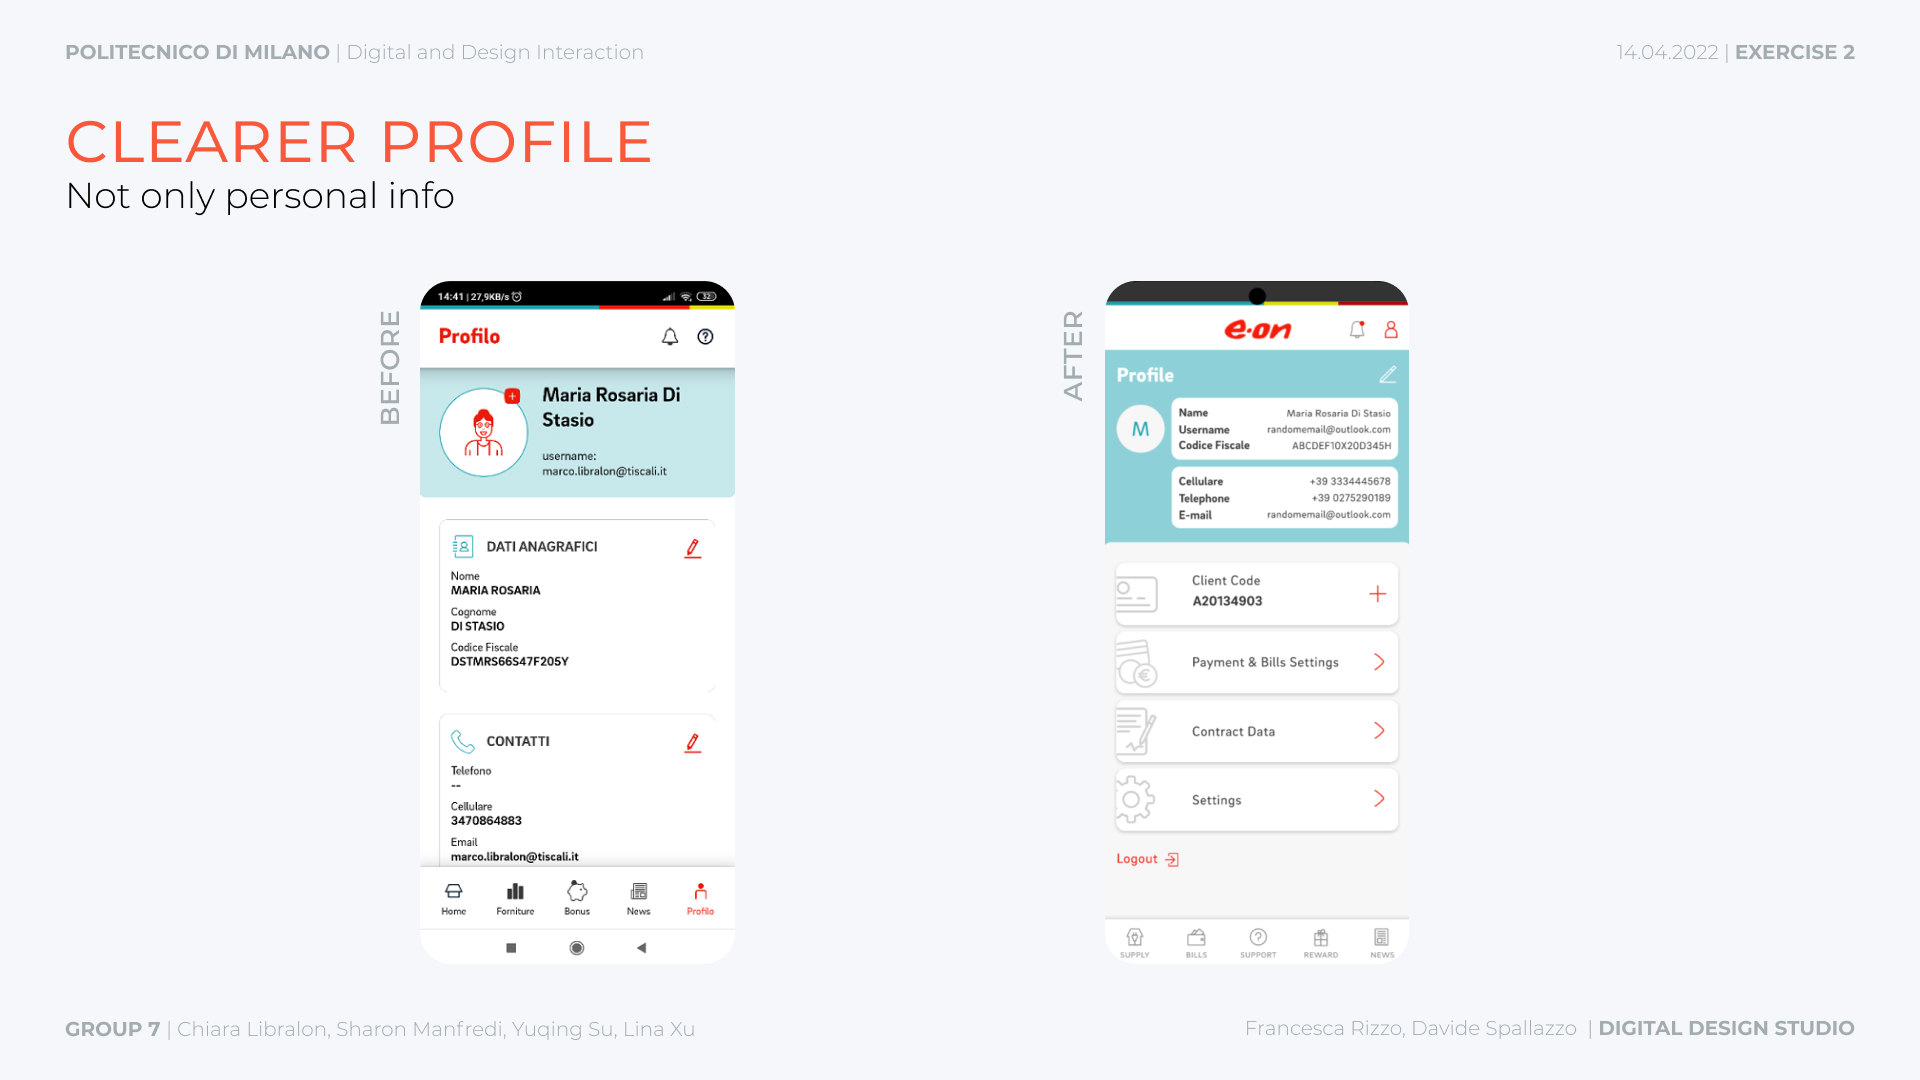 POLITECNICO DI MILANO | Digital and Design Interaction
14.04.2022 | EXERCISE 2
CLEARER PROFILE
Not only personal info
BEFORE
14:41 | 27,9KB/s
32
Profilo
Maria Rosaria Di
Stasio
username:
marco.libralon@tiscali.it
DATI ANAGRAFICI
Nome
MARIA ROSARIA
Cognome
DI STASIO
Codice Fiscale
DSTMRS66S47F205Y
CONTATTI
Telefono
--
Cellulare
3470864883
Email
marco.libralon@tiscali.it
Home
Forniture
Bonus
News
Profilo
AFTER
e·on
Profile
M
Name Maria Rosaria Di Stasio
Username randomemail@outlook.com
Codice Fiscale ABCDEF10X20D345H
Cellulare +39 3334445678
Telephone +39 0275290189
E-mail randomemail@outlook.com
Client Code
A20134903
Payment & Bills Settings
Contract Data
Settings
Logout
SUPPLY
BILLS
SUPPORT
REWARD
NEWS
GROUP 7 | Chiara Libralon, Sharon Manfredi, Yuqing Su, Lina Xu
Francesca Rizzo, Davide Spallazzo | DIGITAL DESIGN STUDIO